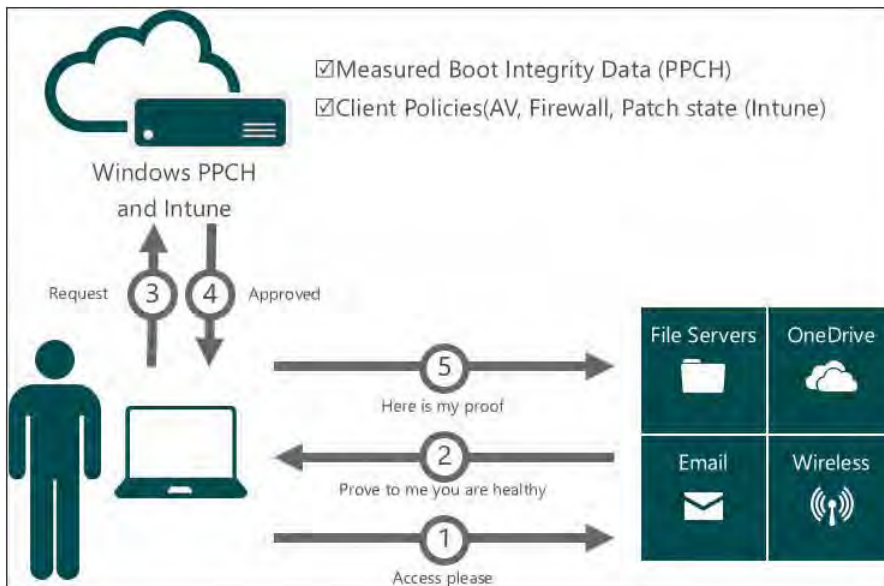 ☑Measured Boot Integrity Data (PPCH)
☑Client Policies(AV, Firewall, Patch state (Intune)
Windows PPCH
and Intune
Request
3
4
Approved
5
Here is my proof
2
Prove to me you are healthy
1
Access please
File Servers
OneDrive
Email
Wireless